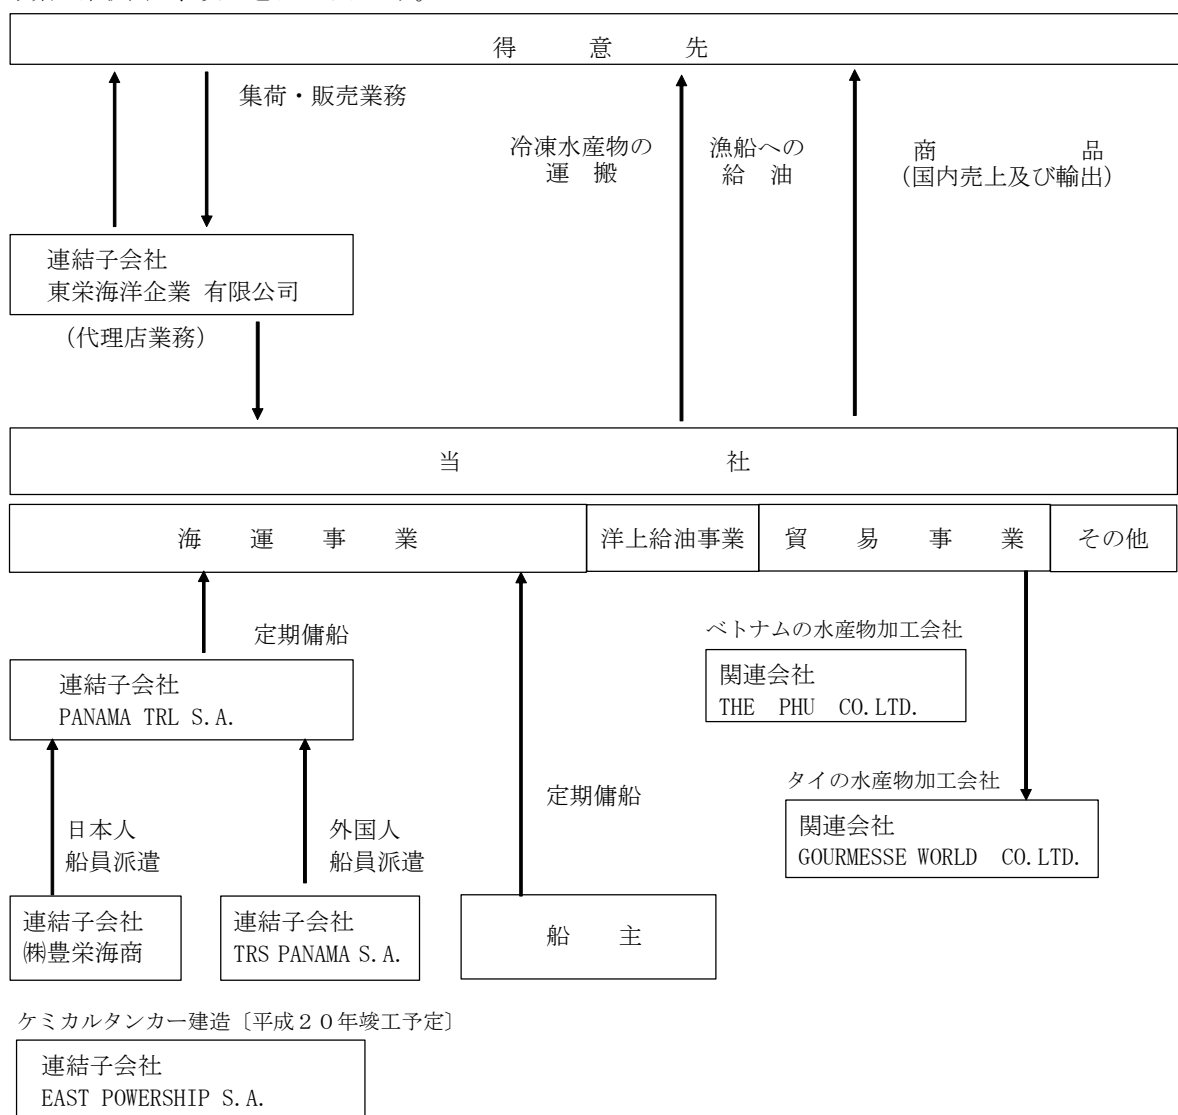 得意先
集荷・販売業務
冷凍水産物の
運搬
漁船への
給油
商品
(国内売上及び輸出)
連結子会社
東栄海洋企業 有限公司
(代理店業務)
当社
海運事業
洋上給油事業
貿易事業
その他
定期傭船
ベトナムの水産物加工会社
連結子会社
PANAMA TRL S.A.
関連会社
THE PHU CO.LTD.
タイの水産物加工会社
定期傭船
日本人
船員派遣
外国人
船員派遣
関連会社
GOURMESSE WORLD CO.LTD.
連結子会社
㈱豊栄海商
連結子会社
TRS PANAMA S.A.
船主
ケミカルタンカー建造〔平成20年竣工予定〕
連結子会社
EAST POWERSHIP S.A.